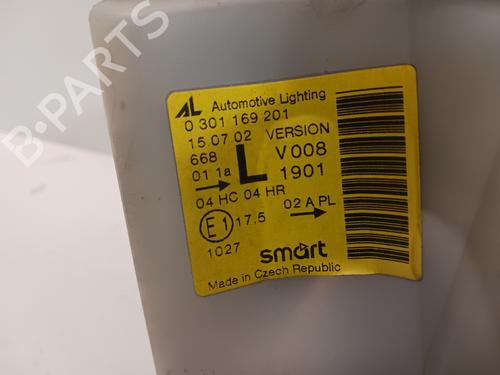 B-PARTS
AL Automotive Lighting
0 301 169 201
15.07.02 VERSION
668 L V008
01 1a 1901
04 HC 04 HR
E1 17.5 02 A PL
1027 smart
Made in Czech Republic